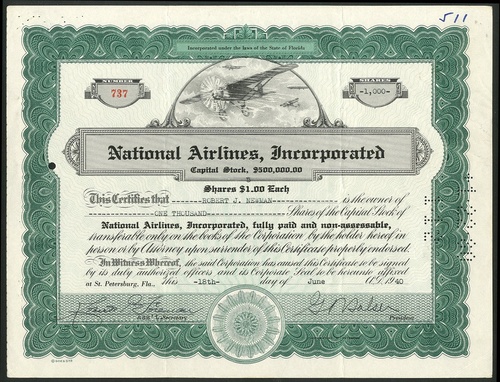 511
Incorporated under the laws of the State of Florida
NUMBER
737
SHARES
-1,000-
National Airlines, Incorporated
Capital Stock, $500,000.00
Shares $1.00 Each
This Certifies that ROBERT J. NEWMAN is the owner of
ONE THOUSAND Shares of the Capital Stock of
National Airlines, Incorporated, fully paid and non-assessable,
transferable only on the books of the Corporation by the holder hereof in
person or by Attorney upon surrender of this Certificate properly endorsed.
In Witness Whereof, the said Corporation has caused this Certificate to be signed
by its duly authorized officers and its Corporate Seal to be hereunto affixed
at St. Petersburg, Fla., this -18th- day of June A.D. 1940
Ass't. Secretary
President